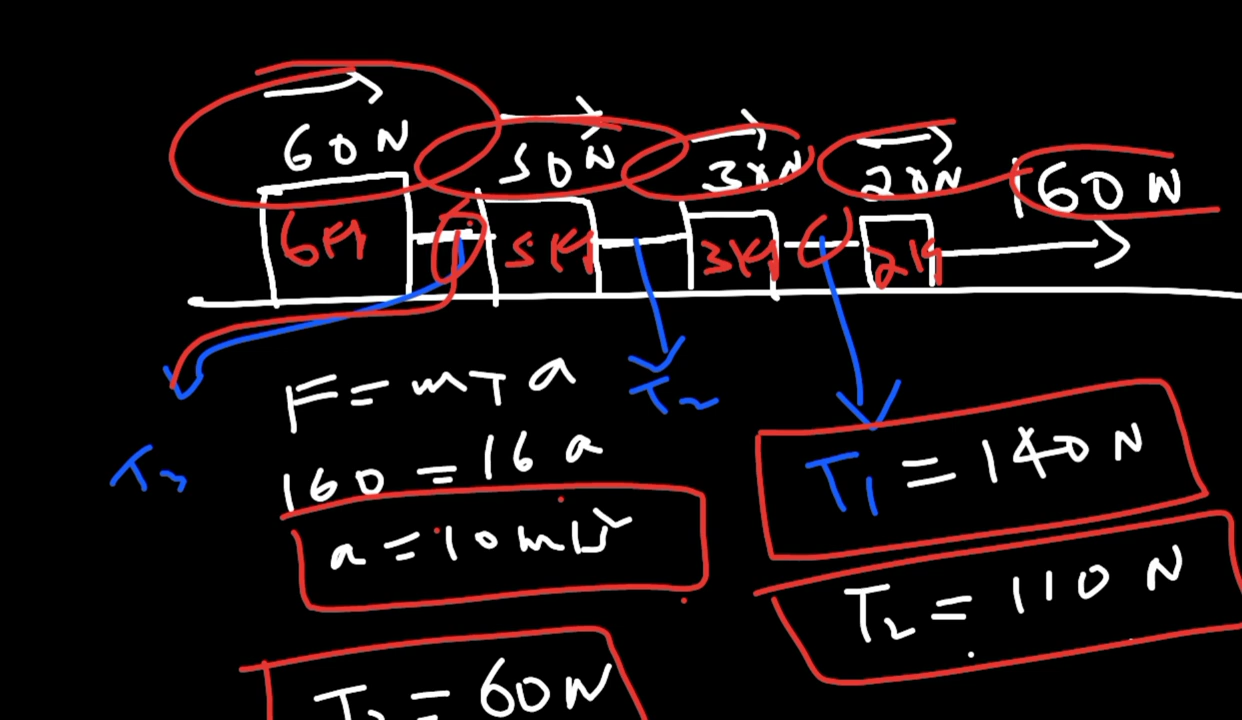 60N 50N 30N 20N 160N
6kg 5kg 3kg 2kg
F = mT a
T2
T3
160 = 16 a
T1 = 140 N
a = 10 m/s²
T2 = 110 N
T3 = 60N